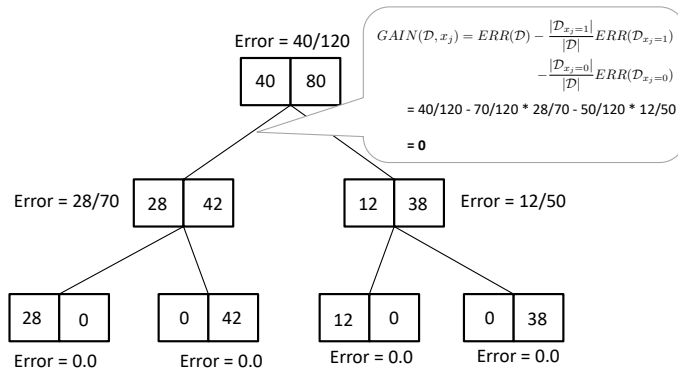 Error = 40/120
40 80
GAIN(𝒟, x_j) = ERR(𝒟) − |𝒟_{x_j=1}|/|𝒟| ERR(𝒟_{x_j=1})
− |𝒟_{x_j=0}|/|𝒟| ERR(𝒟_{x_j=0})
= 40/120 - 70/120 * 28/70 - 50/120 * 12/50
= 0
Error = 28/70
28 42
12 38
Error = 12/50
28 0
0 42
12 0
0 38
Error = 0.0
Error = 0.0
Error = 0.0
Error = 0.0